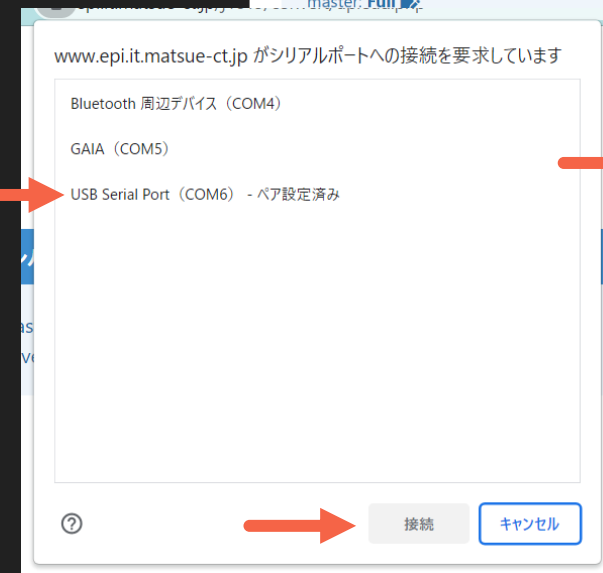 master: Full
www.epi.it.matsue-ct.jp がシリアルポートへの接続を要求しています
Bluetooth 周辺デバイス（COM4）
GAIA（COM5）
USB Serial Port（COM6） - ペア設定済み
接続
キャンセル